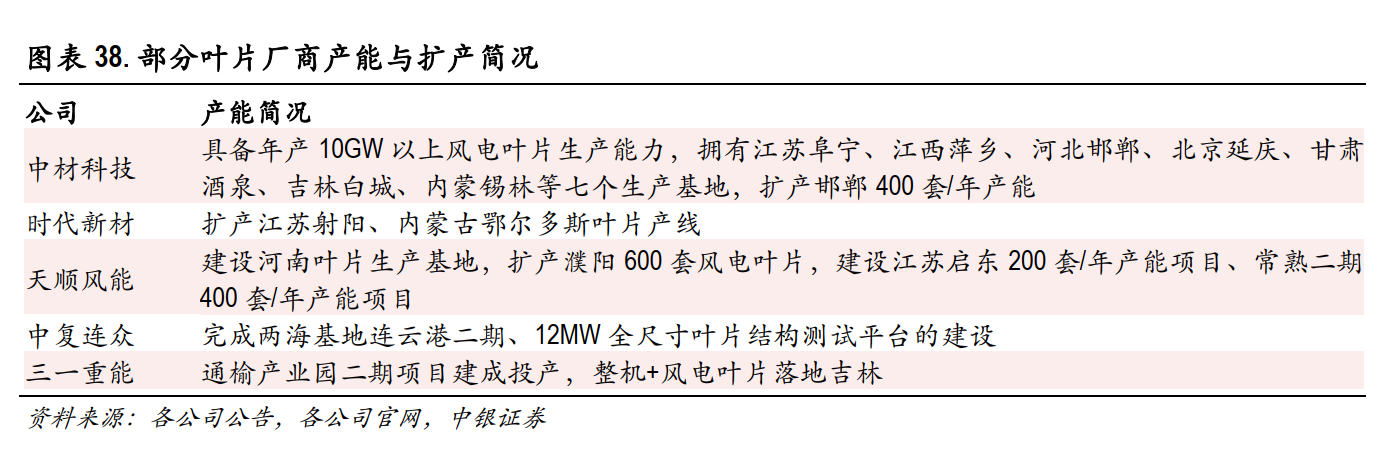 图表 38. 部分叶片厂商产能与扩产简况
公司 产能简况
中材科技 具备年产 10GW 以上风电叶片生产能力，拥有江苏阜宁、江西萍乡、河北邯郸、北京延庆、甘肃
酒泉、吉林白城、内蒙锡林等七个生产基地，扩产邯郸 400 套/年产能
时代新材 扩产江苏射阳、内蒙古鄂尔多斯叶片产线
天顺风能 建设河南叶片生产基地，扩产濮阳 600 套风电叶片，建设江苏启东 200 套/年产能项目、常熟二期
400 套/年产能项目
中复连众 完成两海基地连云港二期、12MW 全尺寸叶片结构测试平台的建设
三一重能 通榆产业园二期项目建成投产，整机+风电叶片落地吉林
资料来源：各公司公告，各公司官网，中银证券